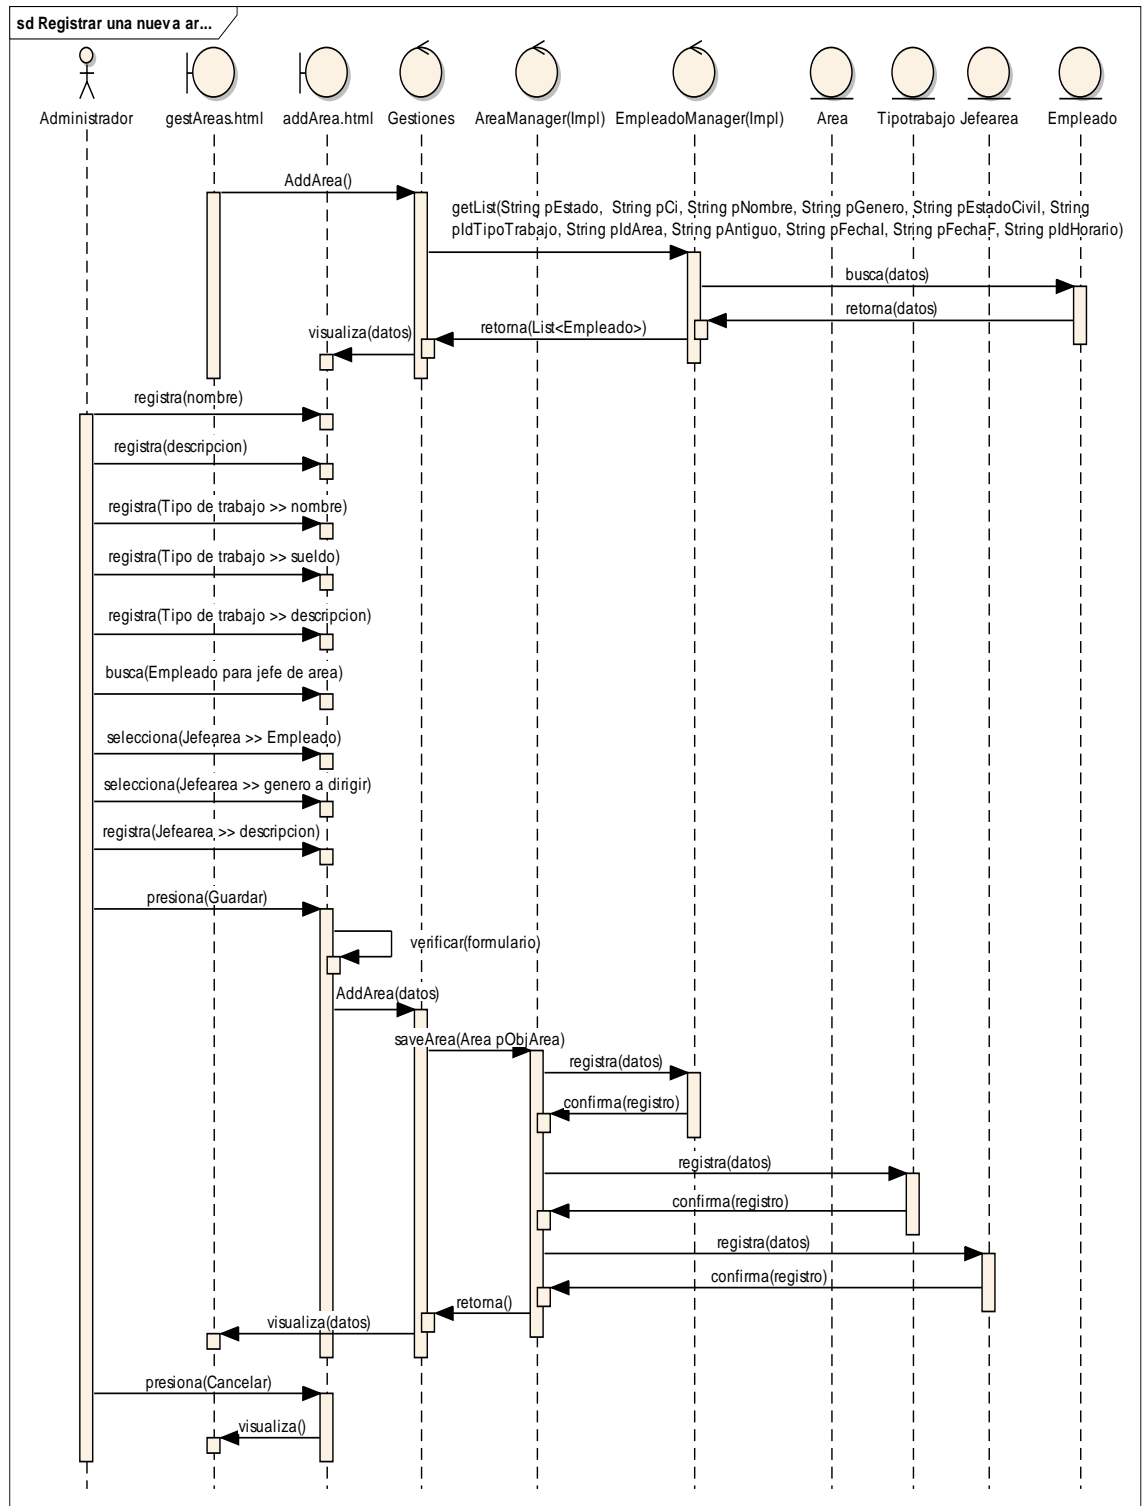 sd Registrar una nueva ar...
Administrador
gestAreas.html
addArea.html
Gestiones
AreaManager(Impl)
EmpleadoManager(Impl)
Area
Tipotrabajo
Jefearea
Empleado
AddArea()
getList(String pEstado, String pCi, String pNombre, String pGenero, String pEstadoCivil, String
pIdTipoTrabajo, String pIdArea, String pAntiguo, String pFechaI, String pFechaF, String pIdHorario)
busca(datos)
retorna(datos)
retorna(List<Empleado>)
visualiza(datos)
registra(nombre)
registra(descripcion)
registra(Tipo de trabajo >> nombre)
registra(Tipo de trabajo >> sueldo)
registra(Tipo de trabajo >> descripcion)
busca(Empleado para jefe de area)
selecciona(Jefearea >> Empleado)
selecciona(Jefearea >> genero a dirigir)
registra(Jefearea >> descripcion)
presiona(Guardar)
verificar(formulario)
AddArea(datos)
saveArea(Area pObjArea)
registra(datos)
confirma(registro)
registra(datos)
confirma(registro)
registra(datos)
confirma(registro)
retorna()
visualiza(datos)
presiona(Cancelar)
visualiza()